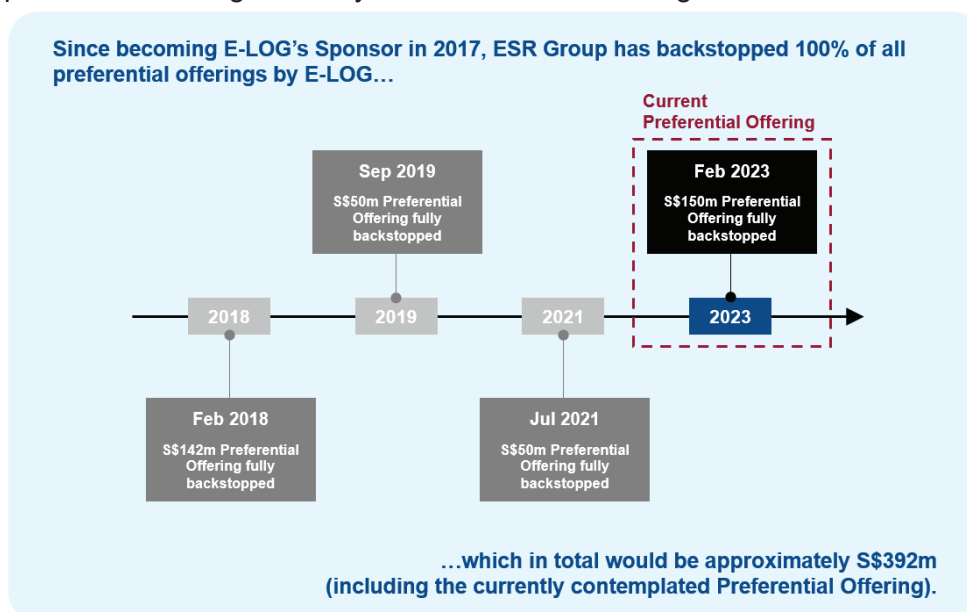 Since becoming E-LOG's Sponsor in 2017, ESR Group has backstopped 100% of all
preferential offerings by E-LOG…
Current
Preferential Offering
Sep 2019
S$50m Preferential
Offering fully
backstopped
Feb 2023
S$150m Preferential
Offering fully
backstopped
2018
2019
2021
2023
Feb 2018
S$142m Preferential
Offering fully
backstopped
Jul 2021
S$50m Preferential
Offering fully
backstopped
…which in total would be approximately S$392m
(including the currently contemplated Preferential Offering).